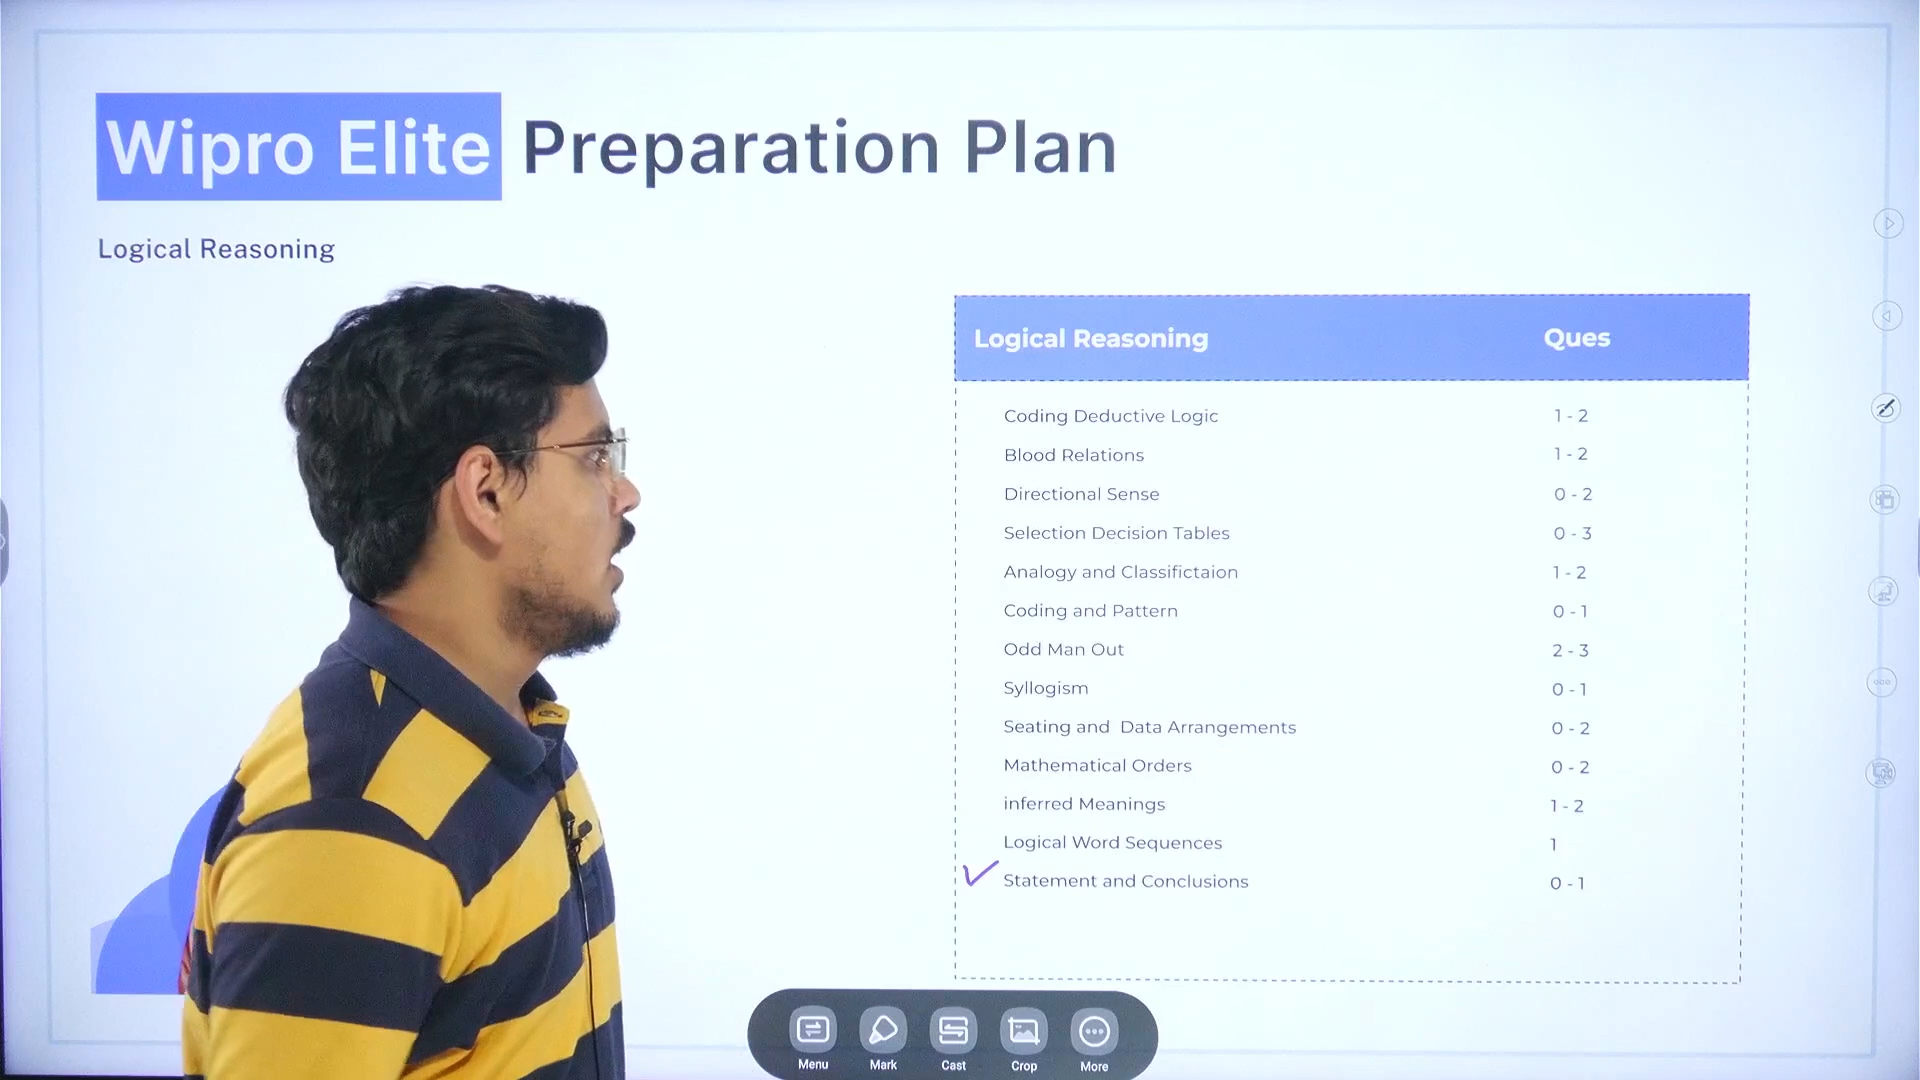 Wipro Elite Preparation Plan
Logical Reasoning
Logical Reasoning Ques
Coding Deductive Logic 1 - 2
Blood Relations 1 - 2
Directional Sense 0 - 2
Selection Decision Tables 0 - 3
Analogy and Classifictaion 1 - 2
Coding and Pattern 0 - 1
Odd Man Out 2 - 3
Syllogism 0 - 1
Seating and Data Arrangements 0 - 2
Mathematical Orders 0 - 2
inferred Meanings 1 - 2
Logical Word Sequences 1
Statement and Conclusions 0 - 1
Menu Mark Cast Crop More